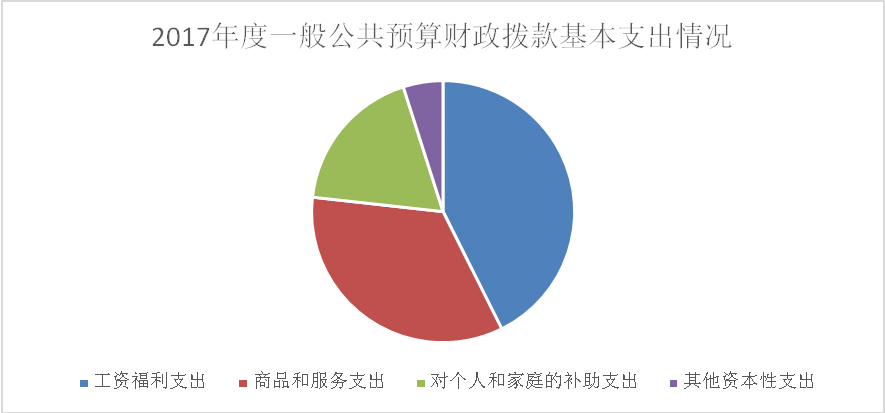 2017年度一般公共预算财政拨款基本支出情况
工资福利支出 商品和服务支出 对个人和家庭的补助支出 其他资本性支出